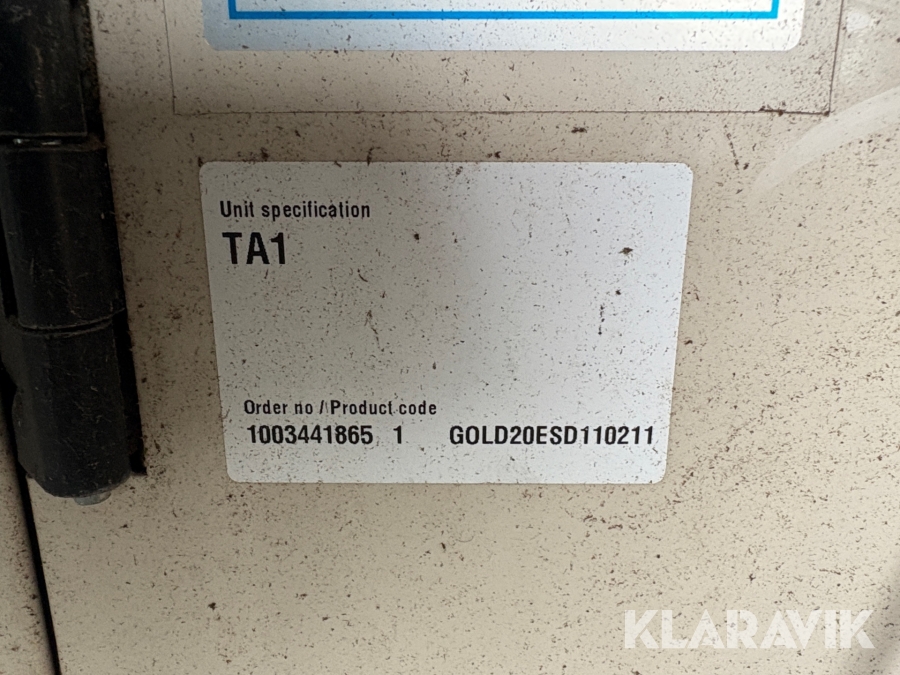 Unit specification
TA1
Order no / Product code
1003441865 1 GOLD20ESD110211
KLARAVIK